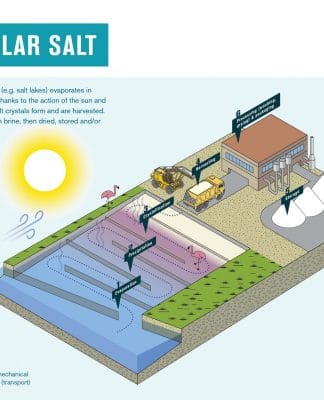 LAR SALT
(e.g. salt lakes) evaporates in
hanks to the action of the sun and
lt crystals form and are harvested.
n brine, then dried, stored and/or
Processing (washing,
drying) & packaging
Harvesting
Storage
Crystallisation
Precipitation
Evaporation
mechanical
(transport)